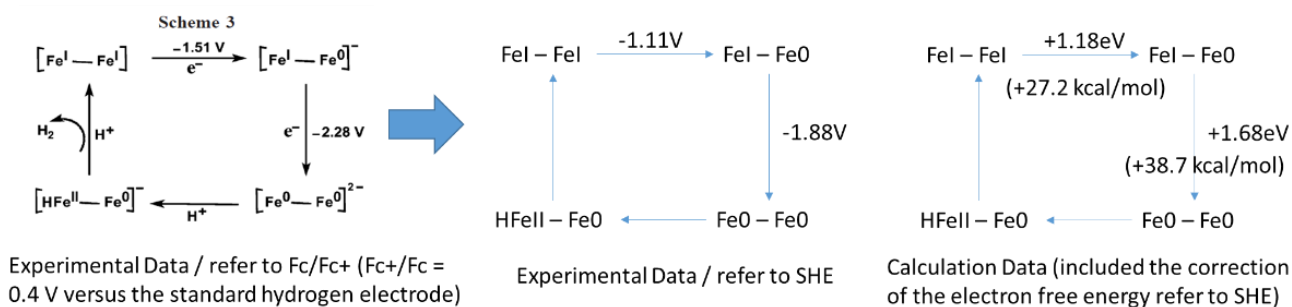 Scheme 3
[Feᴵ — Feᴵ]
−1.51 V
e⁻
[Feᴵ — Fe⁰]⁻
e⁻
−2.28 V
H₂
H⁺
[HFeᴵᴵ— Fe⁰]⁻
H⁺
[Fe⁰— Fe⁰]²⁻
Experimental Data / refer to Fc/Fc+ (Fc+/Fc =
0.4 V versus the standard hydrogen electrode)
FeI – FeI
-1.11V
FeI – Fe0
-1.88V
HFeII – Fe0
Fe0 – Fe0
Experimental Data / refer to SHE
FeI – FeI
+1.18eV
FeI – Fe0
(+27.2 kcal/mol)
+1.68eV
(+38.7 kcal/mol)
HFeII – Fe0
Fe0 – Fe0
Calculation Data (included the correction
of the electron free energy refer to SHE)